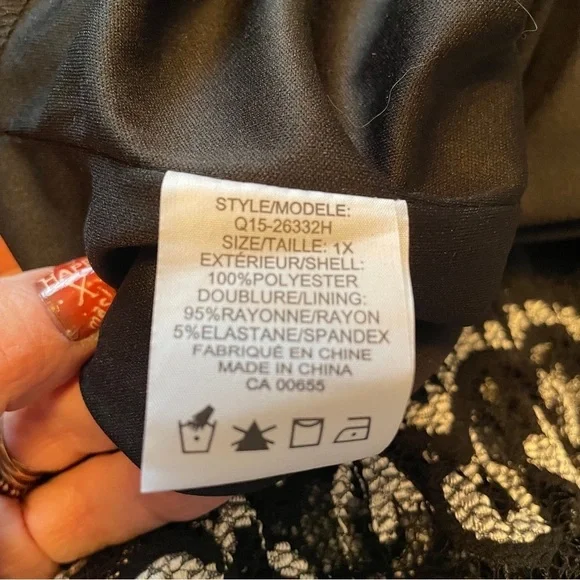 STYLE/MODELE:
Q15-26332H
SIZE/TAILLE: 1X
EXTÉRIEUR/SHELL:
100%POLYESTER
DOUBLURE/LINING:
95%RAYONNE/RAYON
5%ELASTANE/SPANDEX
FABRIQUÉ EN CHINE
MADE IN CHINA
CA 00655